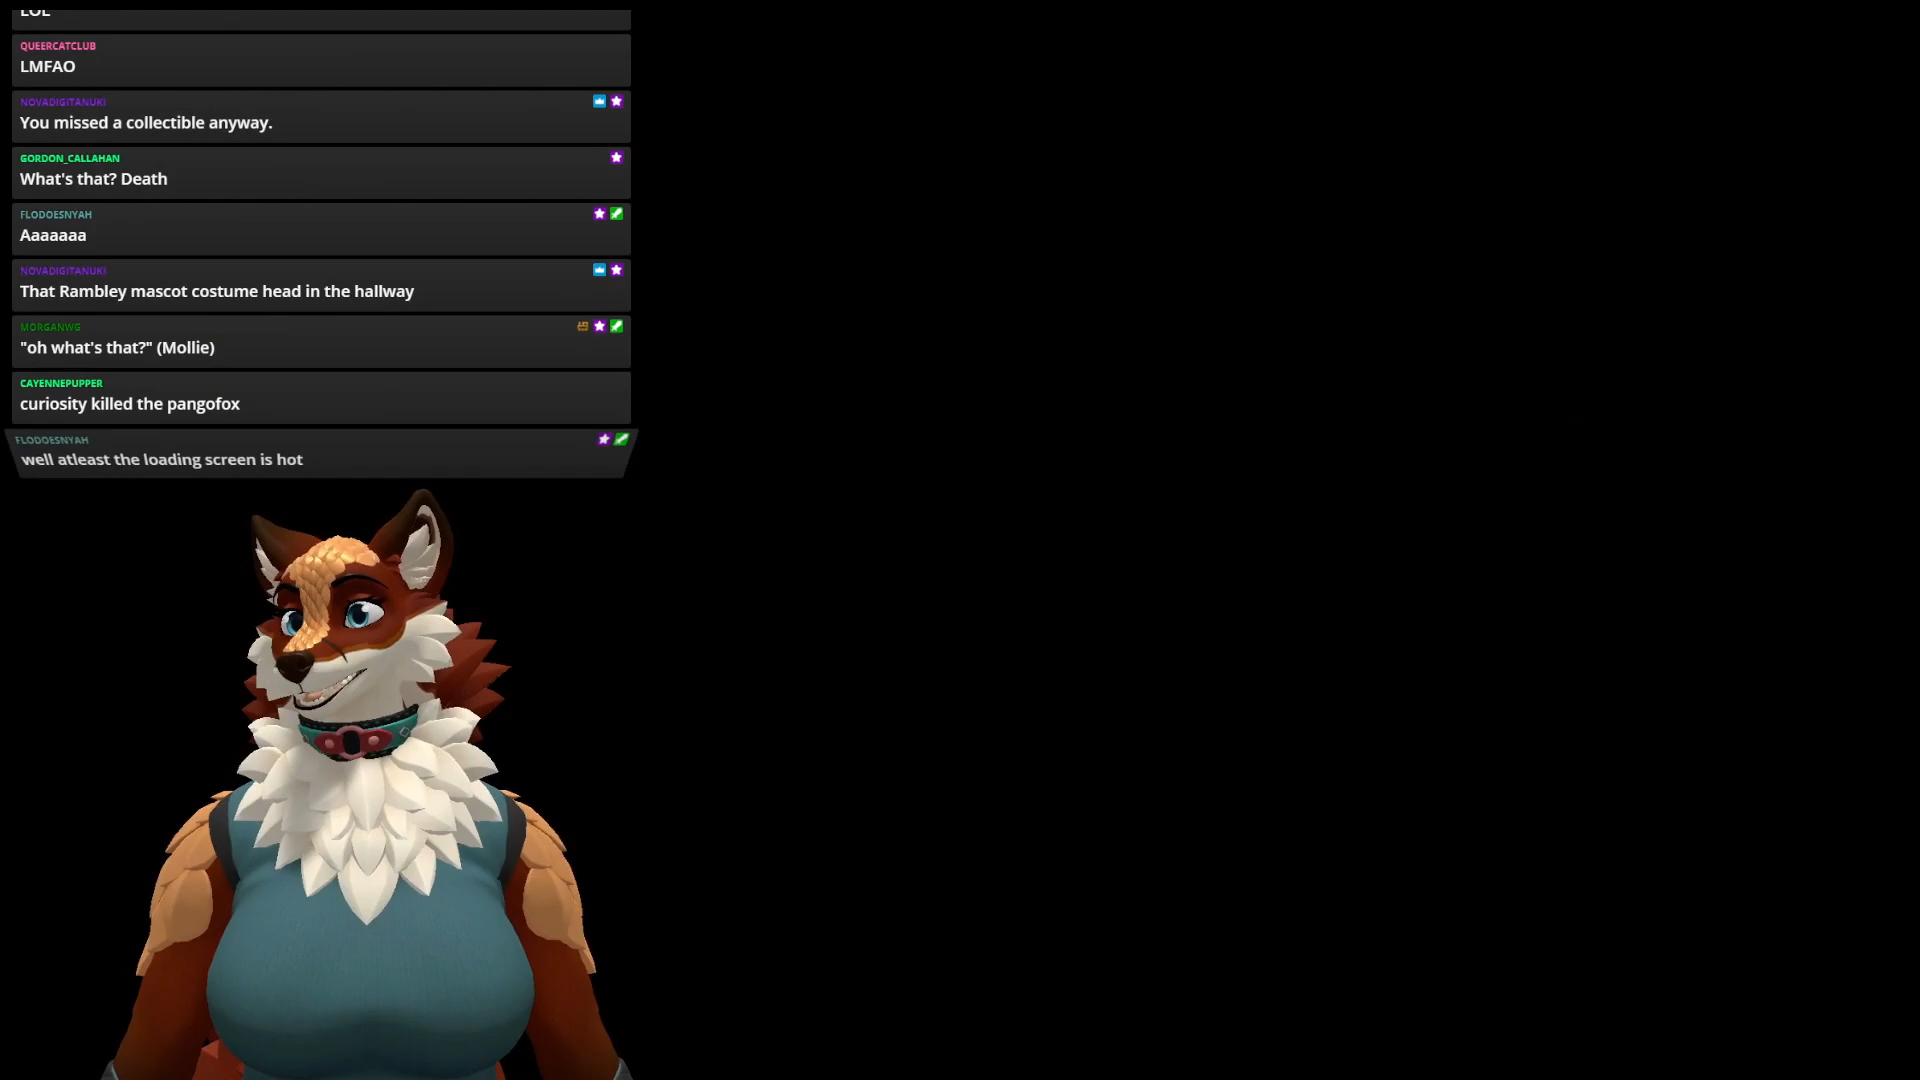 LOL
QUEERCATCLUB
LMFAO
NOVADIGITANUKI
You missed a collectible anyway.
GORDON_CALLAHAN
What's that? Death
FLODOESNYAH
Aaaaaaa
NOVADIGITANUKI
That Rambley mascot costume head in the hallway
MORGANWG
"oh what's that?" (Mollie)
CAYENNEPUPPER
curiosity killed the pangofox
FLODOESNYAH
well atleast the loading screen is hot